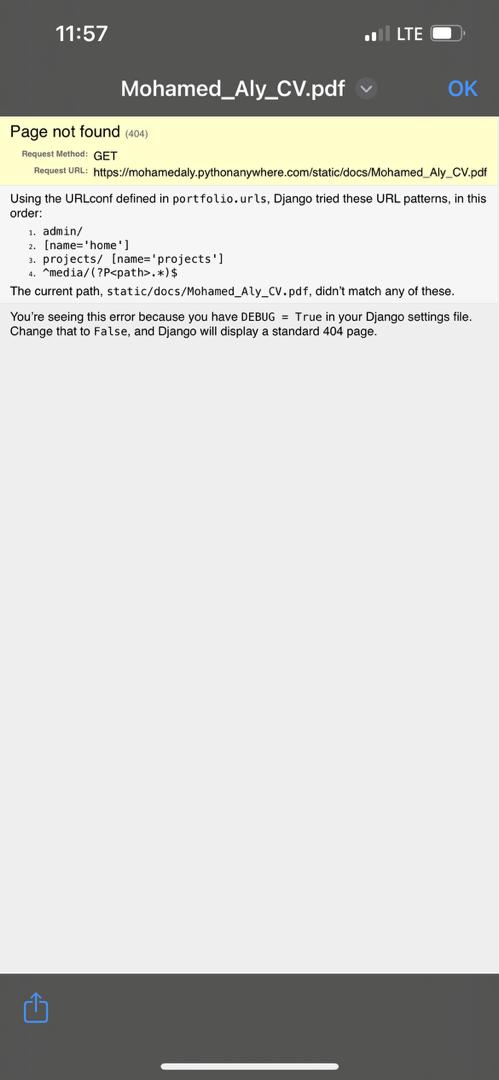 11:57
LTE
Mohamed_Aly_CV.pdf
OK
Page not found (404)
Request Method: GET
Request URL: https://mohamedaly.pythonanywhere.com/static/docs/Mohamed_Aly_CV.pdf
Using the URLconf defined in portfolio.urls, Django tried these URL patterns, in this
order:
1. admin/
2. [name='home']
3. projects/ [name='projects']
4. ^media/(?P<path>.*)$
The current path, static/docs/Mohamed_Aly_CV.pdf, didn't match any of these.
You're seeing this error because you have DEBUG = True in your Django settings file.
Change that to False, and Django will display a standard 404 page.